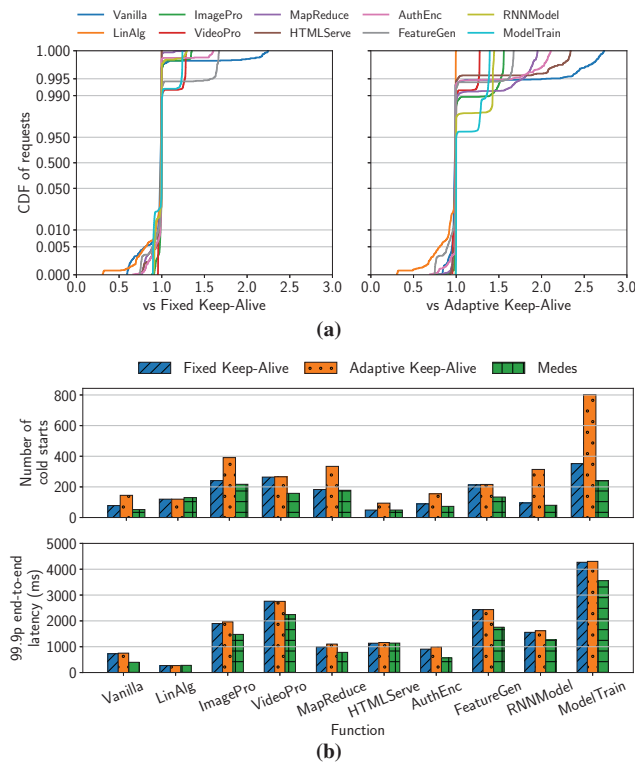 Vanilla ImagePro MapReduce AuthEnc RNNModel
LinAlg VideoPro HTMLServe FeatureGen ModelTrain
CDF of requests
1.000
0.995
0.990
0.950
0.500
0.050
0.010
0.005
0.000
0.0 0.5 1.0 1.5 2.0 2.5 3.0
vs Fixed Keep-Alive
0.0 0.5 1.0 1.5 2.0 2.5 3.0
vs Adaptive Keep-Alive
(a)
Fixed Keep-Alive Adaptive Keep-Alive Medes
Number of
cold starts
800
600
400
200
0
99.9p end-to-end
latency (ms)
5000
4000
3000
2000
1000
0
Vanilla LinAlg ImagePro VideoPro MapReduce HTMLServe AuthEnc FeatureGen RNNModel ModelTrain
Function
(b)